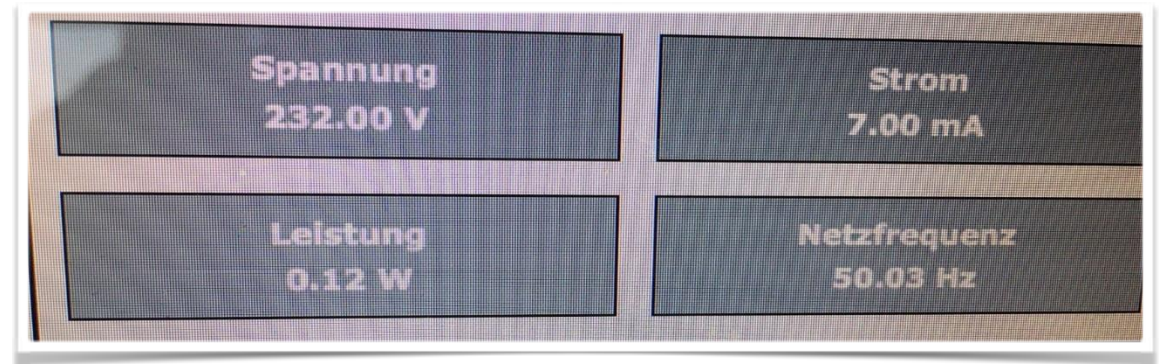 Spannung
232.00 V
Strom
7.00 mA
Leistung
0.12 W
Netzfrequenz
50.03 Hz